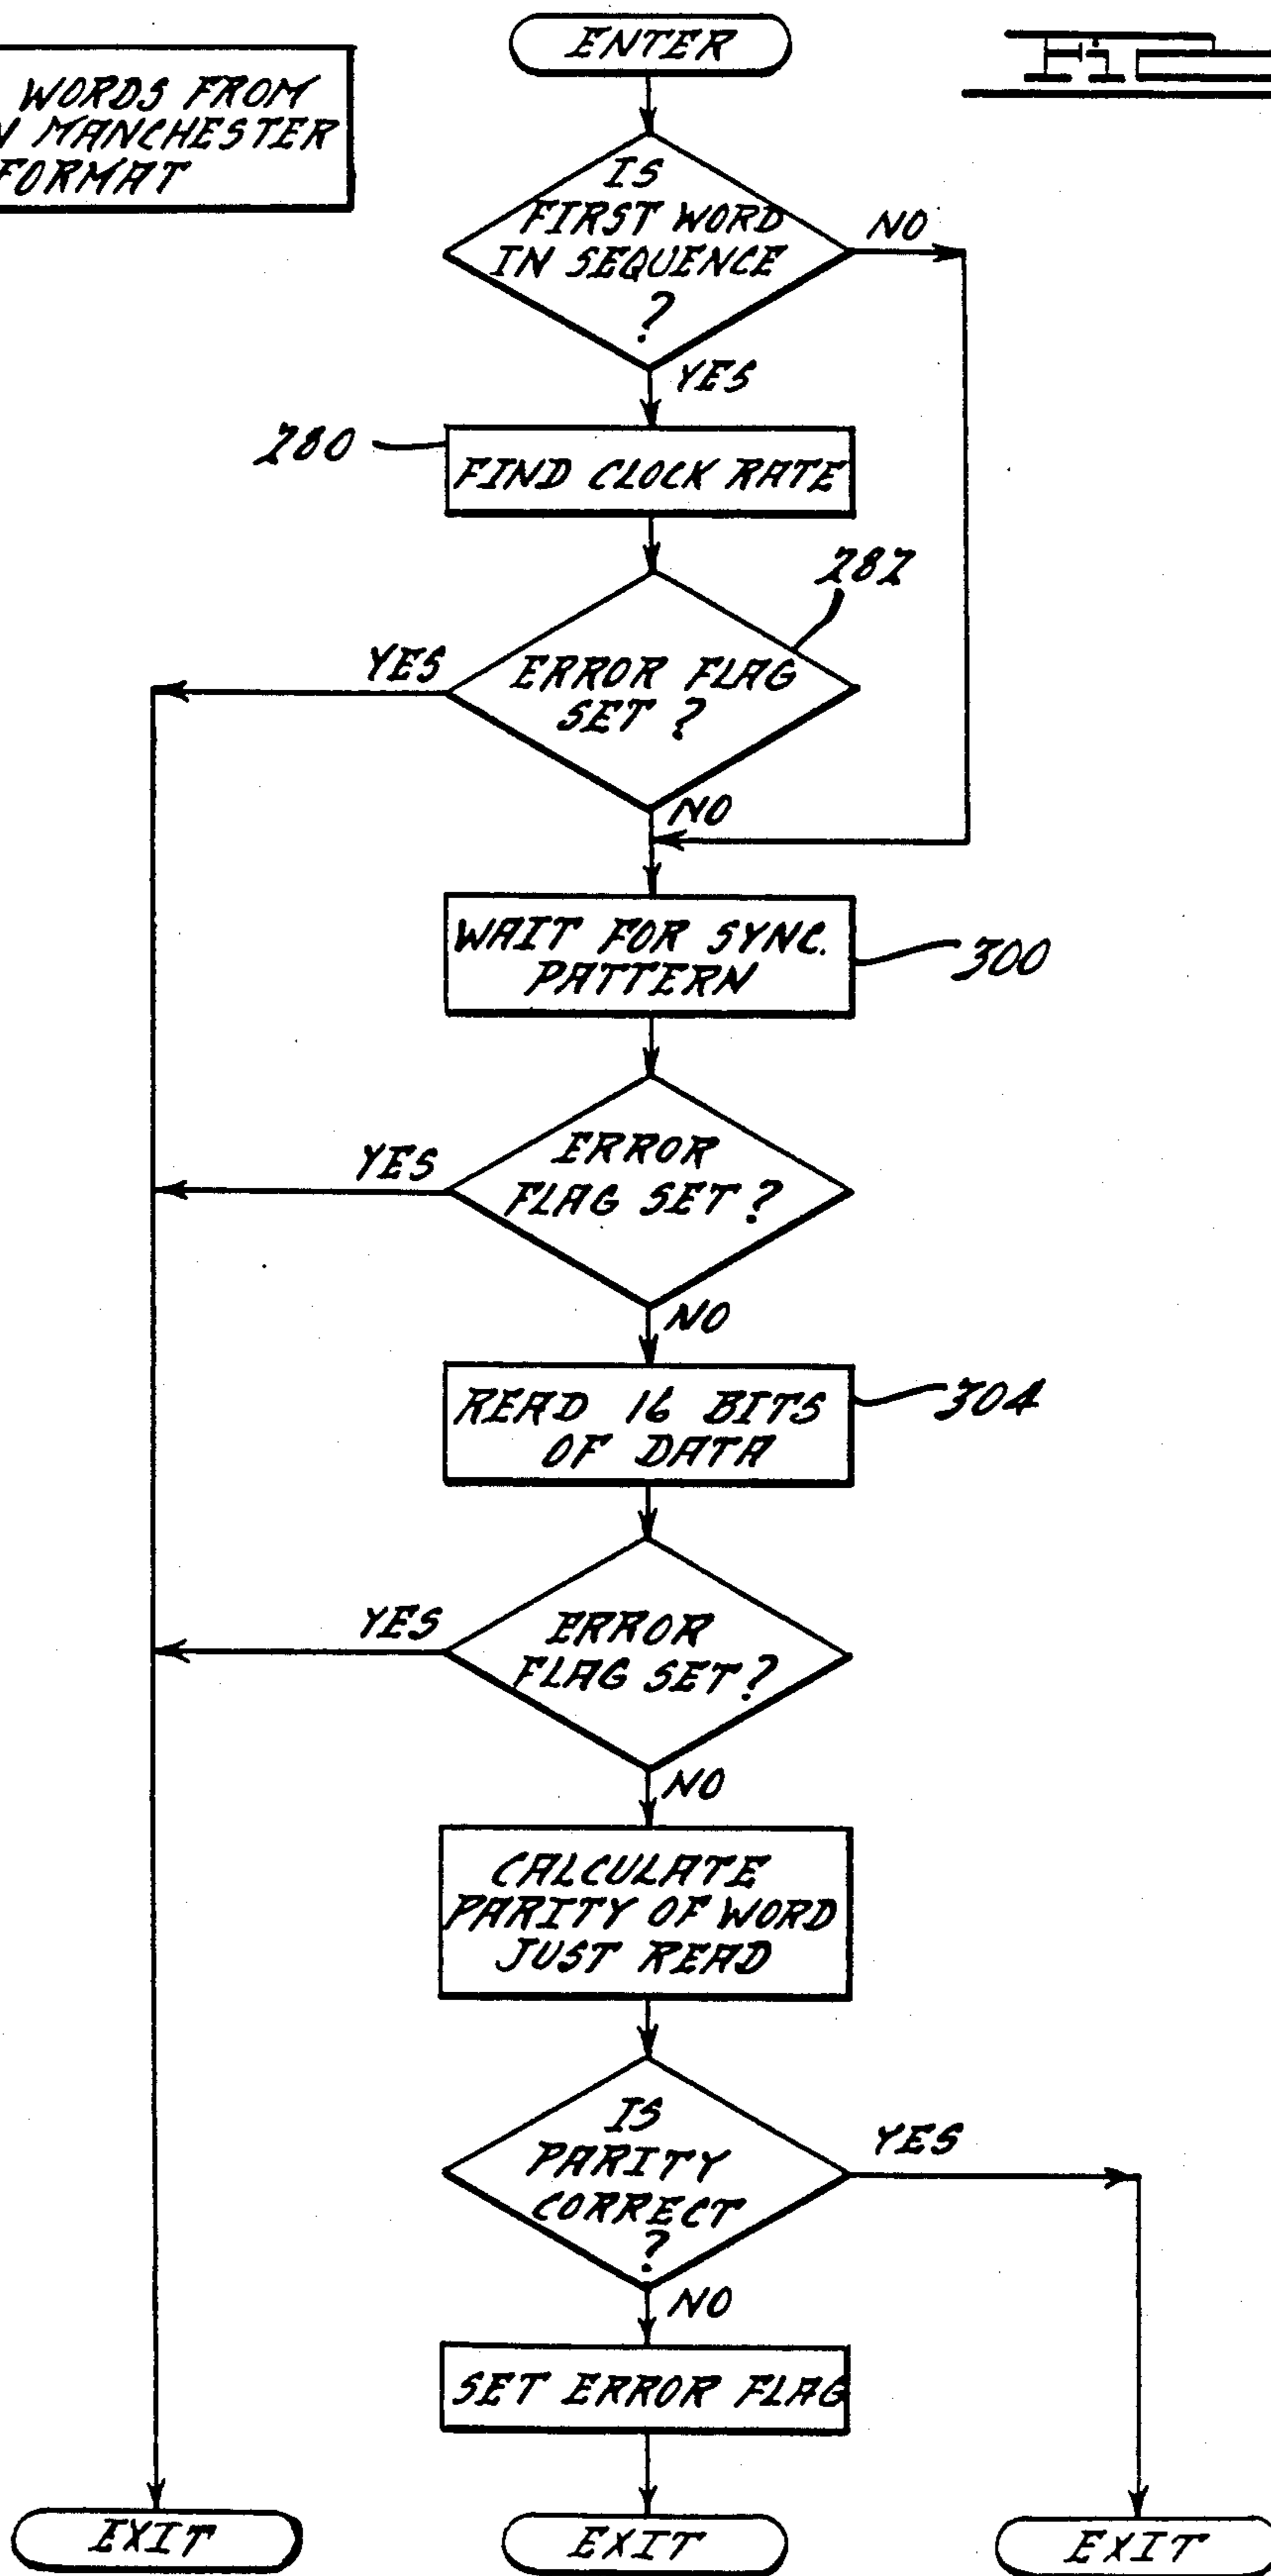 WORDS FROM
MANCHESTER
FORMAT
ENTER
IS
FIRST WORD
IN SEQUENCE
?
NO
YES
280
FIND CLOCK RATE
282
YES
ERROR FLAG
SET ?
NO
WAIT FOR SYNC.
PATTERN
300
YES
ERROR
FLAG SET ?
NO
READ 16 BITS
OF DATA
304
YES
ERROR
FLAG SET ?
NO
CALCULATE
PARITY OF WORD
JUST READ
IS
PARITY
CORRECT
?
YES
NO
SET ERROR FLAG
EXIT
EXIT
EXIT